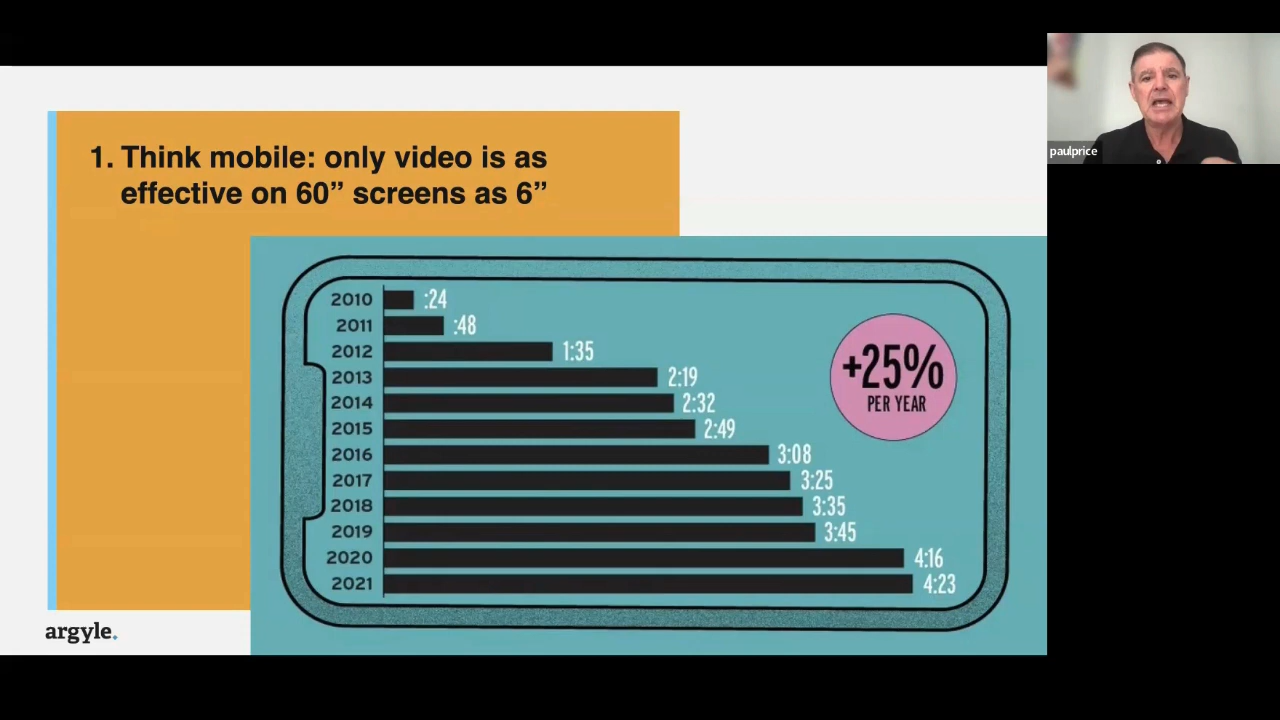 1. Think mobile: only video is as
effective on 60” screens as 6”
2010 :24
2011 :48
2012 1:35
2013 2:19
2014 2:32
2015 2:49
2016 3:08
2017 3:25
2018 3:35
2019 3:45
2020 4:16
2021 4:23
+25%
PER YEAR
argyle.
paulprice